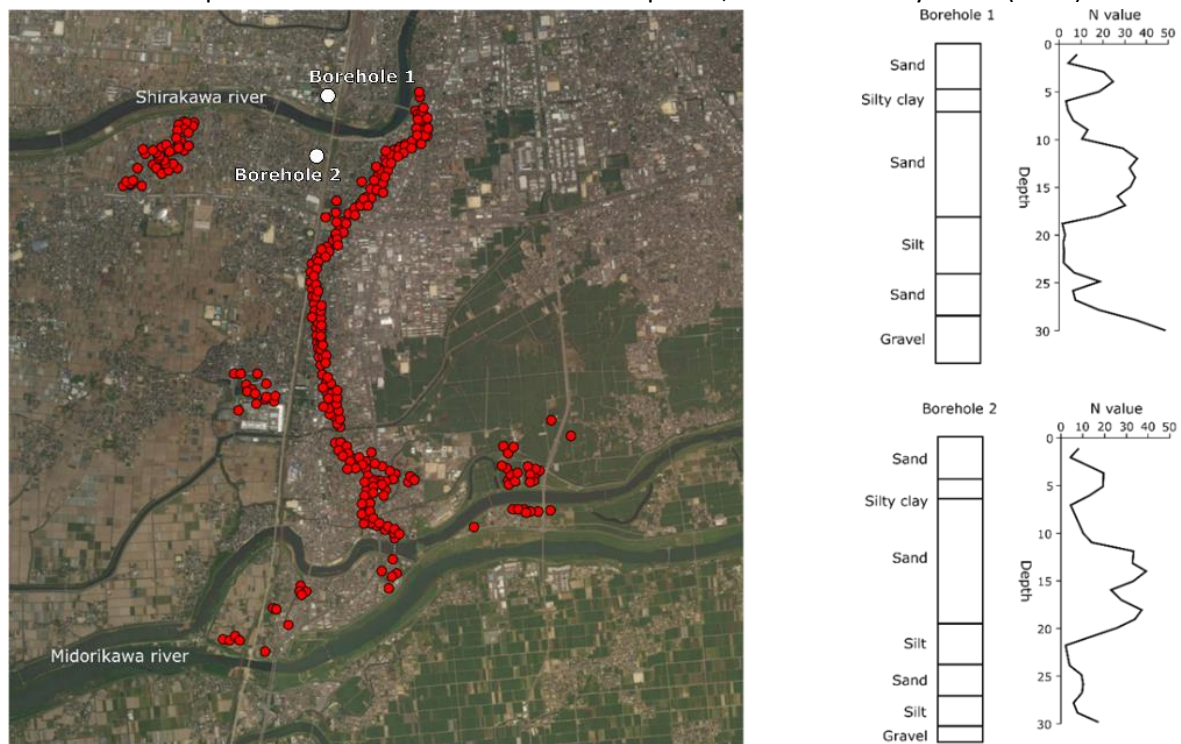 Borehole 1
Shirakawa river
Borehole 2
Midorikawa river
Borehole 1
N value
0 10 20 30 40 50
Sand
Silty clay
Sand
Silt
Sand
Gravel
0
5
10
15
20
25
30
Depth
Borehole 2
N value
0 10 20 30 40 50
Sand
Silty clay
Sand
Silt
Sand
Silt
Gravel
0
5
10
15
20
25
30
Depth